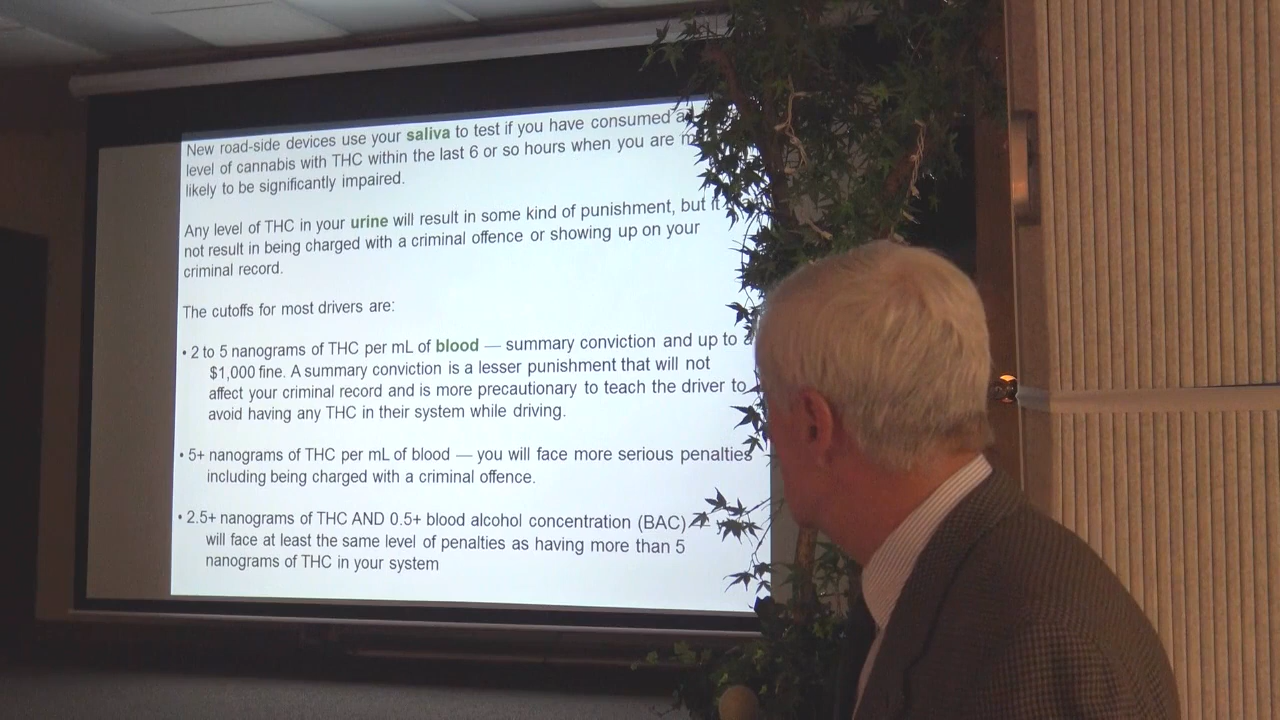 New road-side devices use your saliva to test if you have consumed a
level of cannabis with THC within the last 6 or so hours when you are
likely to be significantly impaired.
Any level of THC in your urine will result in some kind of punishment, but it
not result in being charged with a criminal offence or showing up on your
criminal record.
The cutoffs for most drivers are:
• 2 to 5 nanograms of THC per mL of blood — summary conviction and up to a
$1,000 fine. A summary conviction is a lesser punishment that will not
affect your criminal record and is more precautionary to teach the driver to
avoid having any THC in their system while driving.
• 5+ nanograms of THC per mL of blood — you will face more serious penalties
including being charged with a criminal offence.
• 2.5+ nanograms of THC AND 0.5+ blood alcohol concentration (BAC) —
will face at least the same level of penalties as having more than 5
nanograms of THC in your system